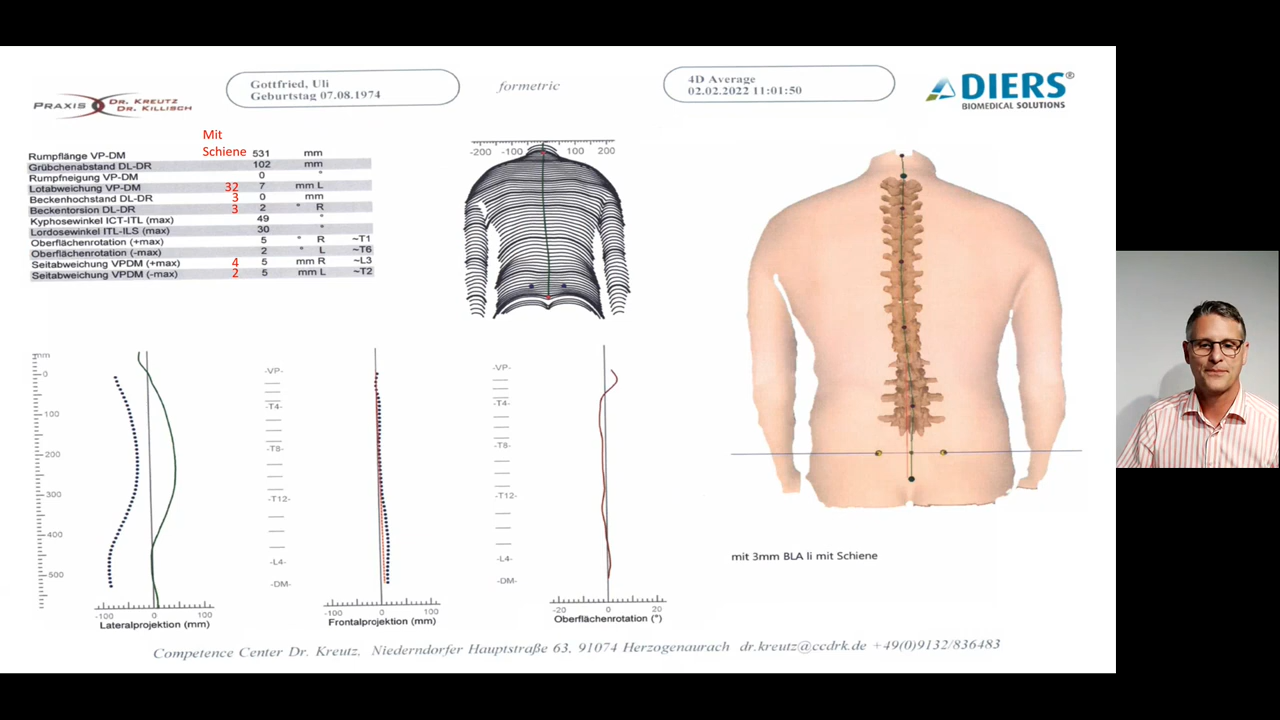 PRAXIS DR. KREUTZ
DR. KILLISCH
Gottfried, Uli
Geburtstag 07.08.1974
formetric
4D Average
02.02.2022 11:01:50
DIERS®
BIOMEDICAL SOLUTIONS
Mit
Schiene
Rumpflänge VP-DM 531 mm
Grübchenabstand DL-DR 102 mm
Rumpfneigung VP-DM 0 °
Lotabweichung VP-DM 32 7 mm L
Beckenhochstand DL-DR 3 0 mm
Beckentorsion DL-DR 3 2 ° R
Kyphosewinkel ICT-ITL (max) 49 °
Lordosewinkel ITL-ILS (max) 30 °
Oberflächenrotation (+max) 5 ° R ~T1
Oberflächenrotation (-max) 2 ° L ~T6
Seitabweichung VPDM (+max) 4 5 mm R ~L3
Seitabweichung VPDM (-max) 2 5 mm L ~T2
-200 -100 0 100 200
mm
0
100
200
300
400
500
-100 0 100
Lateralprojektion (mm)
-VP-
-T4-
-T8-
-T12-
-L4-
-DM-
-100 0 100
Frontalprojektion (mm)
-VP-
-T4-
-T8-
-T12-
-L4-
-DM-
-20 0 20
Oberflächenrotation (°)
mit 3mm BLA li mit Schiene
Competence Center Dr. Kreutz, Niederndorfer Hauptstraße 63, 91074 Herzogenaurach dr.kreutz@ccdrk.de +49(0)9132/836483